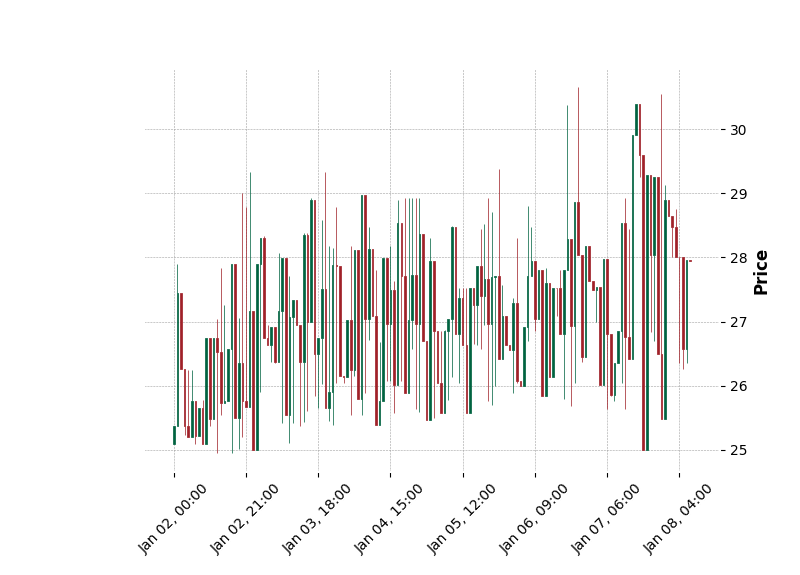 30
29
28
27
26
25
Price
Jan 02, 00:00
Jan 02, 21:00
Jan 03, 18:00
Jan 04, 15:00
Jan 05, 12:00
Jan 06, 09:00
Jan 07, 06:00
Jan 08, 04:00